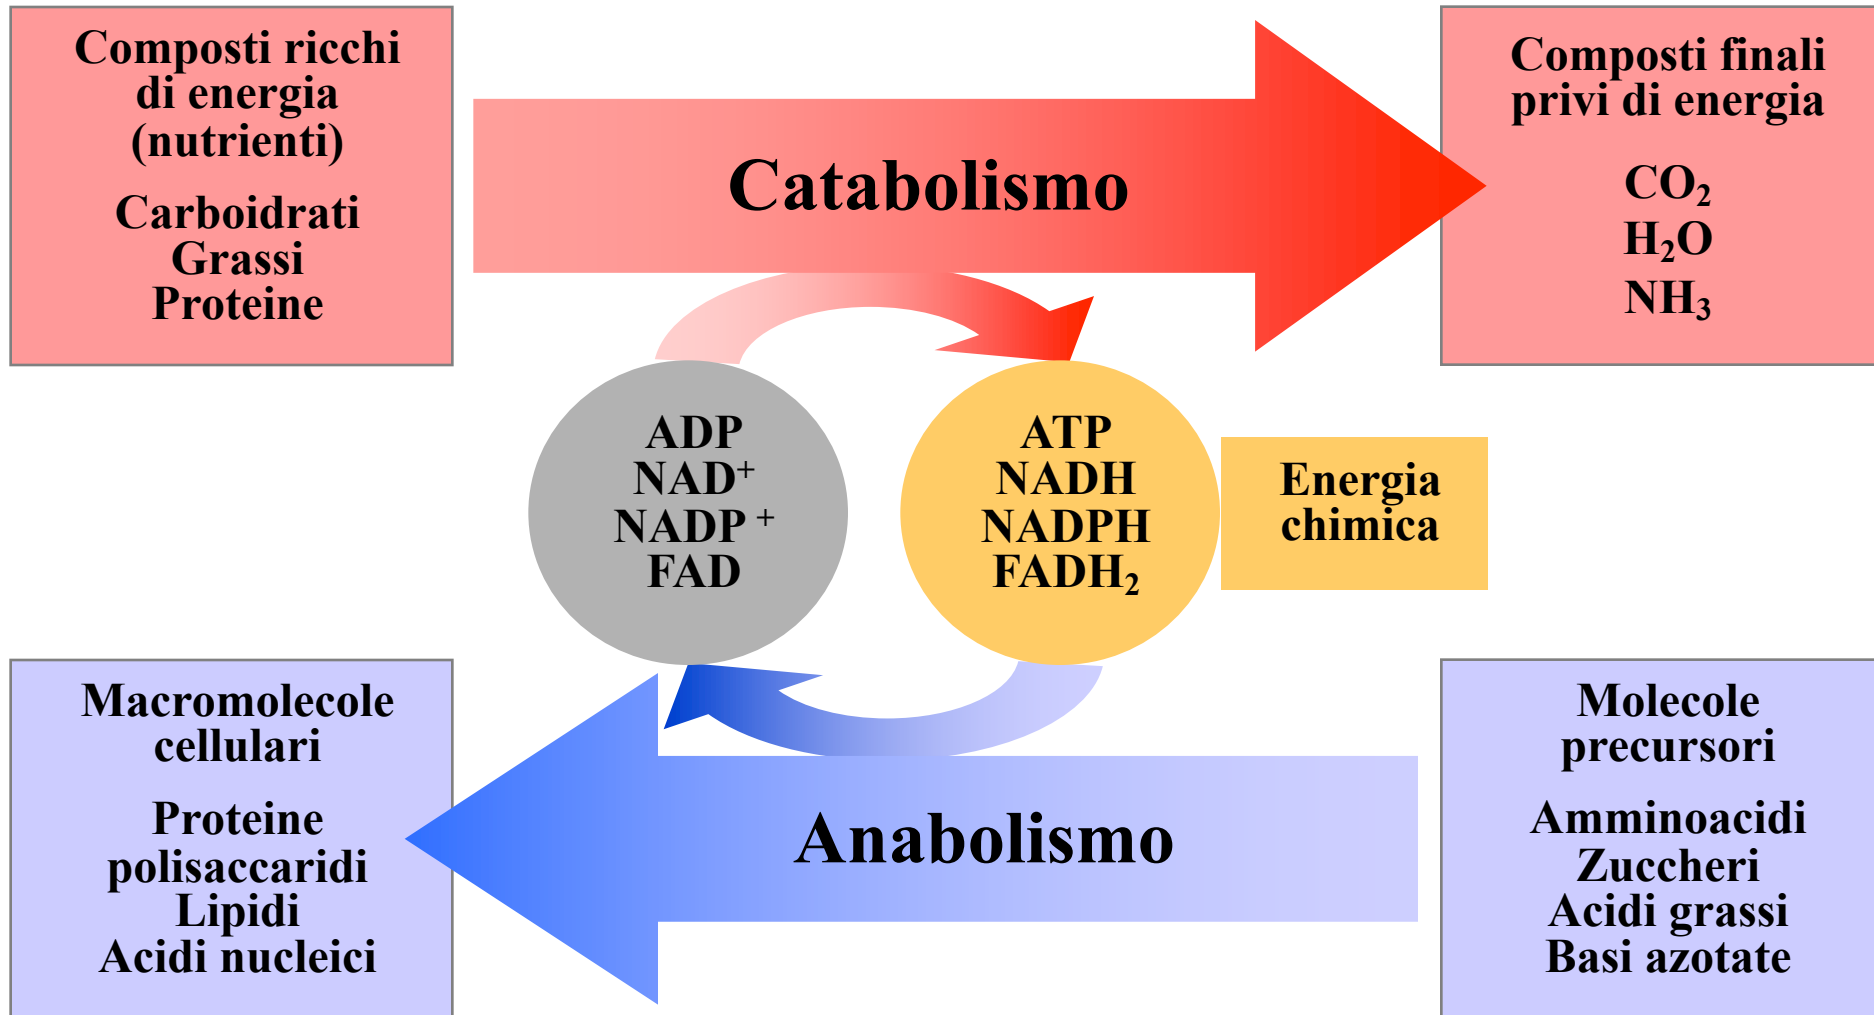 Composti ricchi
di energia
(nutrienti)
Carboidrati
Grassi
Proteine
Catabolismo
Composti finali
privi di energia
CO₂
H₂O
NH₃
ADP
NAD⁺
NADP ⁺
FAD
ATP
NADH
NADPH
FADH₂
Energia
chimica
Macromolecole
cellulari
Proteine
polisaccaridi
Lipidi
Acidi nucleici
Anabolismo
Molecole
precursori
Amminoacidi
Zuccheri
Acidi grassi
Basi azotate